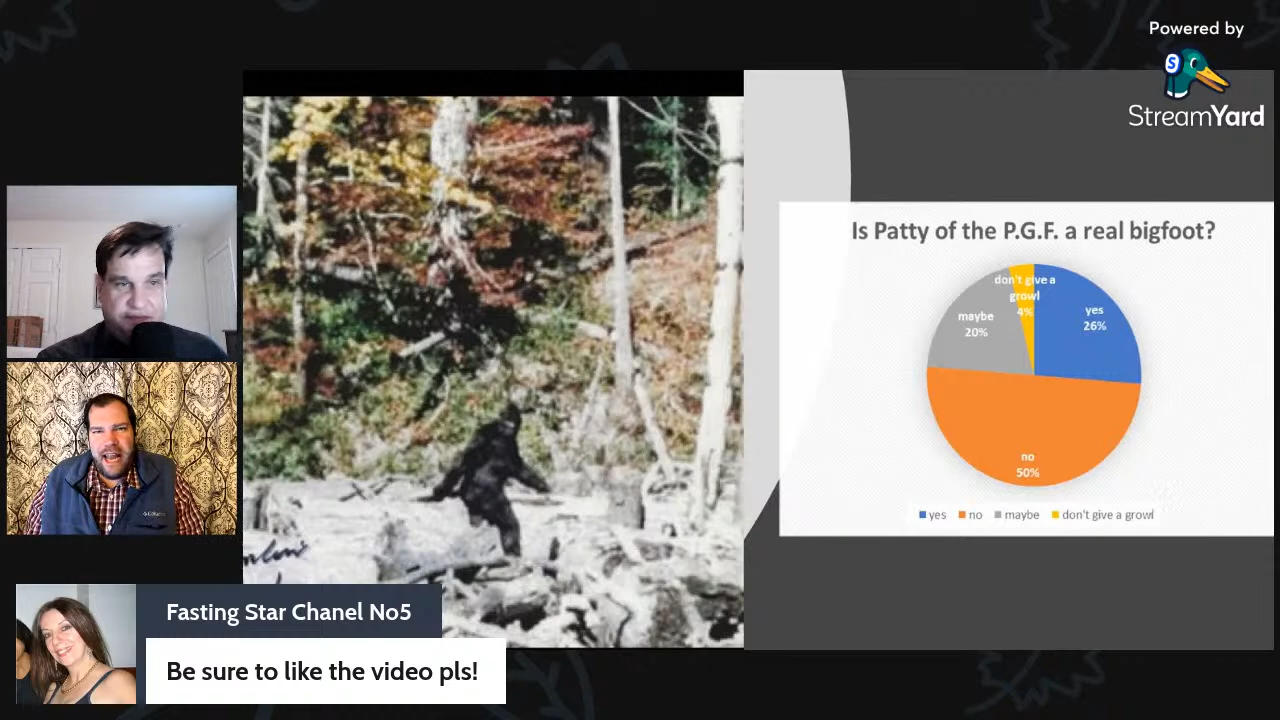 Powered by
S
StreamYard
Is Patty of the P.G.F. a real bigfoot?
don't give a
growl
4%
yes
26%
maybe
20%
no
50%
yes no maybe don't give a growl
Columbia
Fasting Star Chanel No5
Be sure to like the video pls!